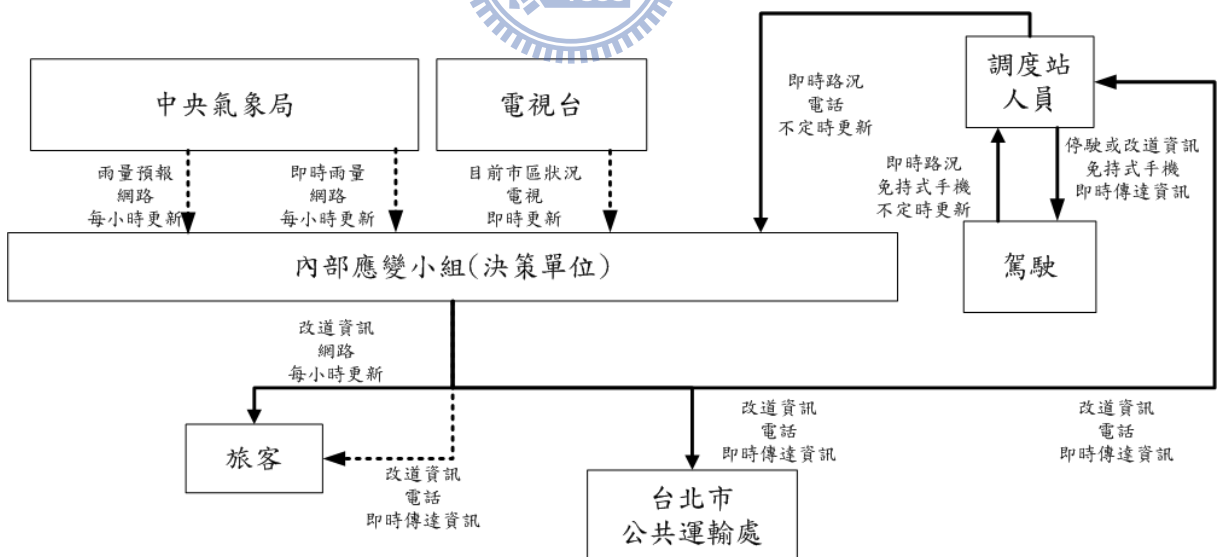 中央氣象局
電視台
調度站
人員
即時路況
電話
不定時更新
雨量預報
網路
每小時更新
即時雨量
網路
每小時更新
目前市區狀況
電視
即時更新
即時路況
免持式手機
不定時更新
停駛或改道資訊
免持式手機
即時傳達資訊
內部應變小組(決策單位)
駕駛
改道資訊
網路
每小時更新
旅客
改道資訊
電話
即時傳達資訊
改道資訊
電話
即時傳達資訊
改道資訊
電話
即時傳達資訊
台北市
公共運輸處